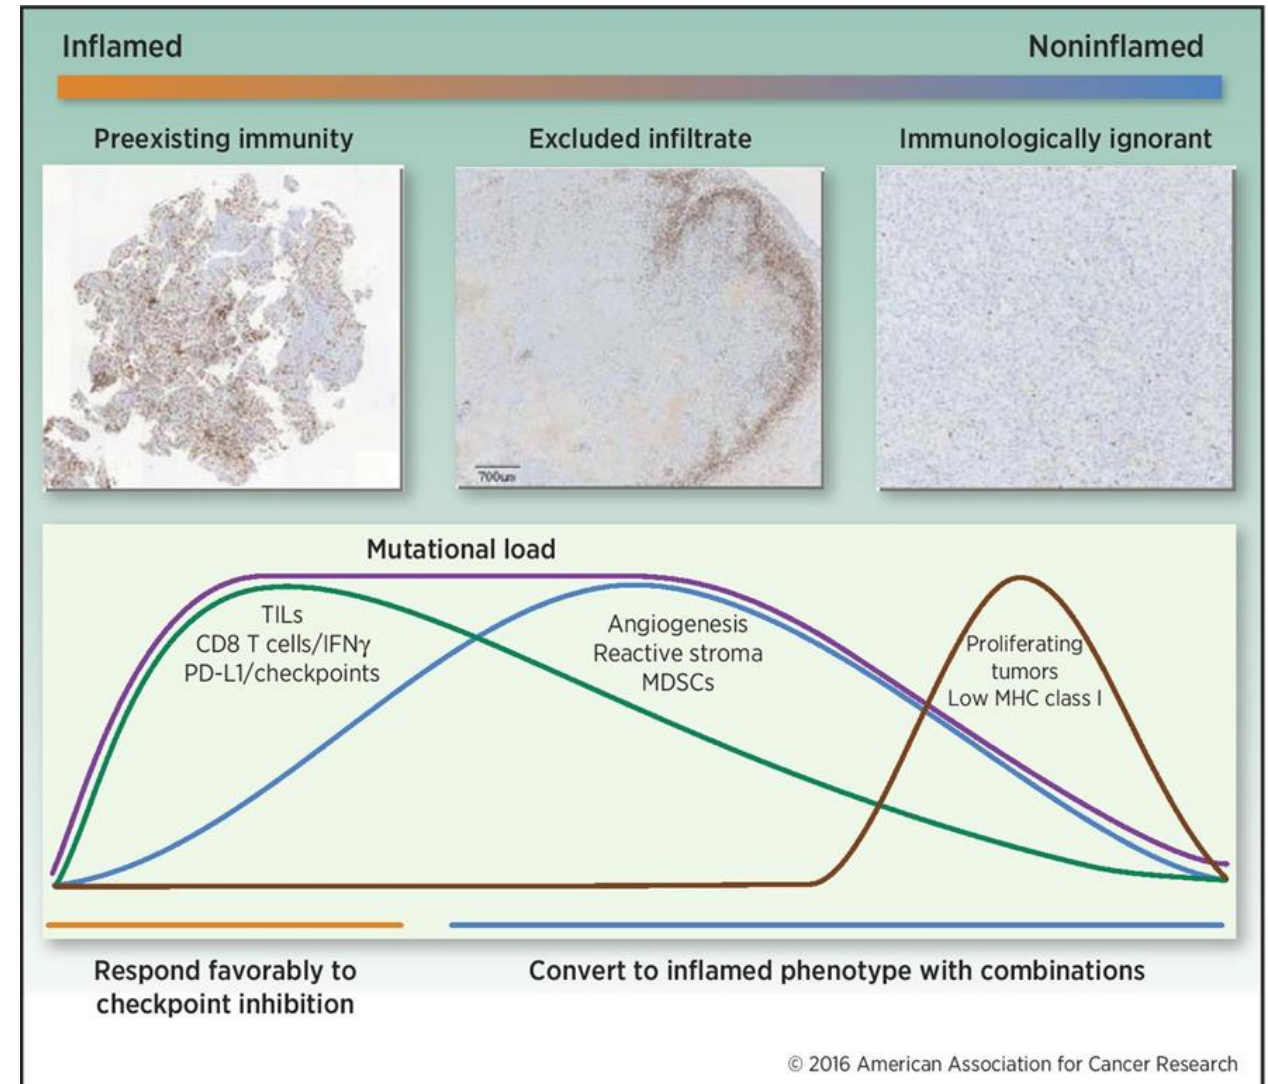 Inflamed
Noninflamed
Preexisting immunity
Excluded infiltrate
Immunologically ignorant
700um
Mutational load
TILs
CD8 T cells/IFNγ
PD-L1/checkpoints
Angiogenesis
Reactive stroma
MDSCs
Proliferating
tumors
Low MHC class I
Respond favorably to
checkpoint inhibition
Convert to inflamed phenotype with combinations
© 2016 American Association for Cancer Research